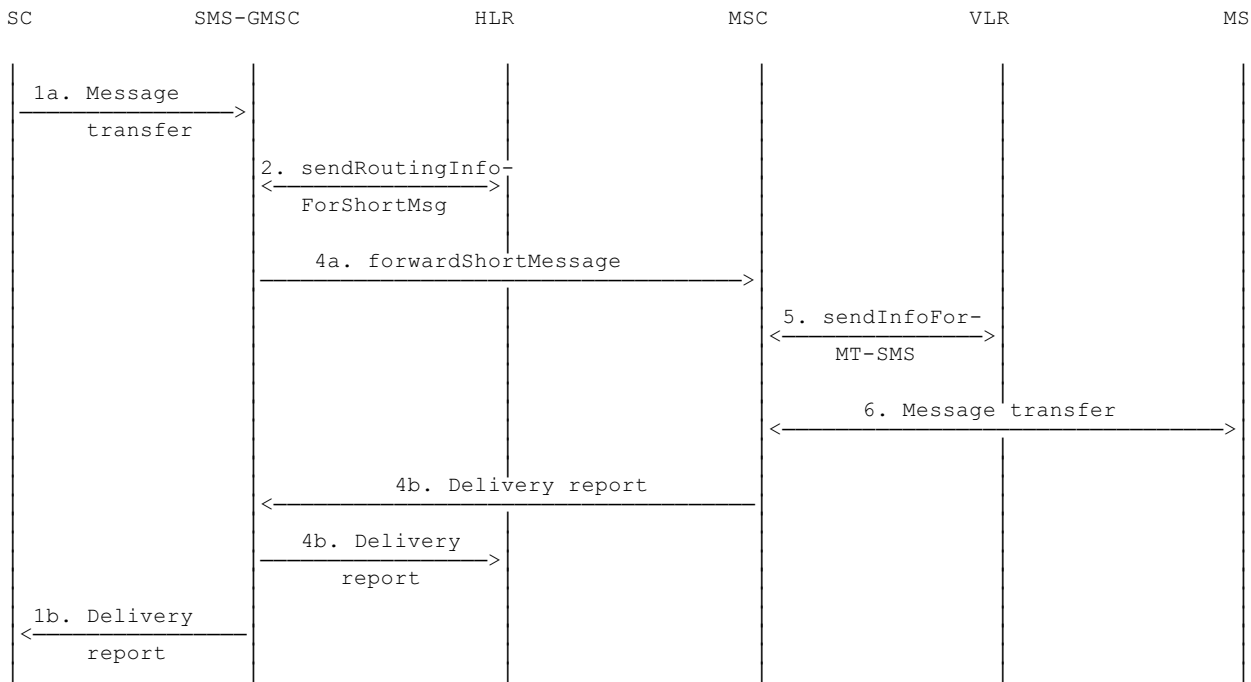 SC SMS-GMSC HLR MSC VLR MS
1a. Message
transfer
2. sendRoutingInfo-
ForShortMsg
4a. forwardShortMessage
5. sendInfoFor-
MT-SMS
6. Message transfer
4b. Delivery report
4b. Delivery
report
1b. Delivery
report